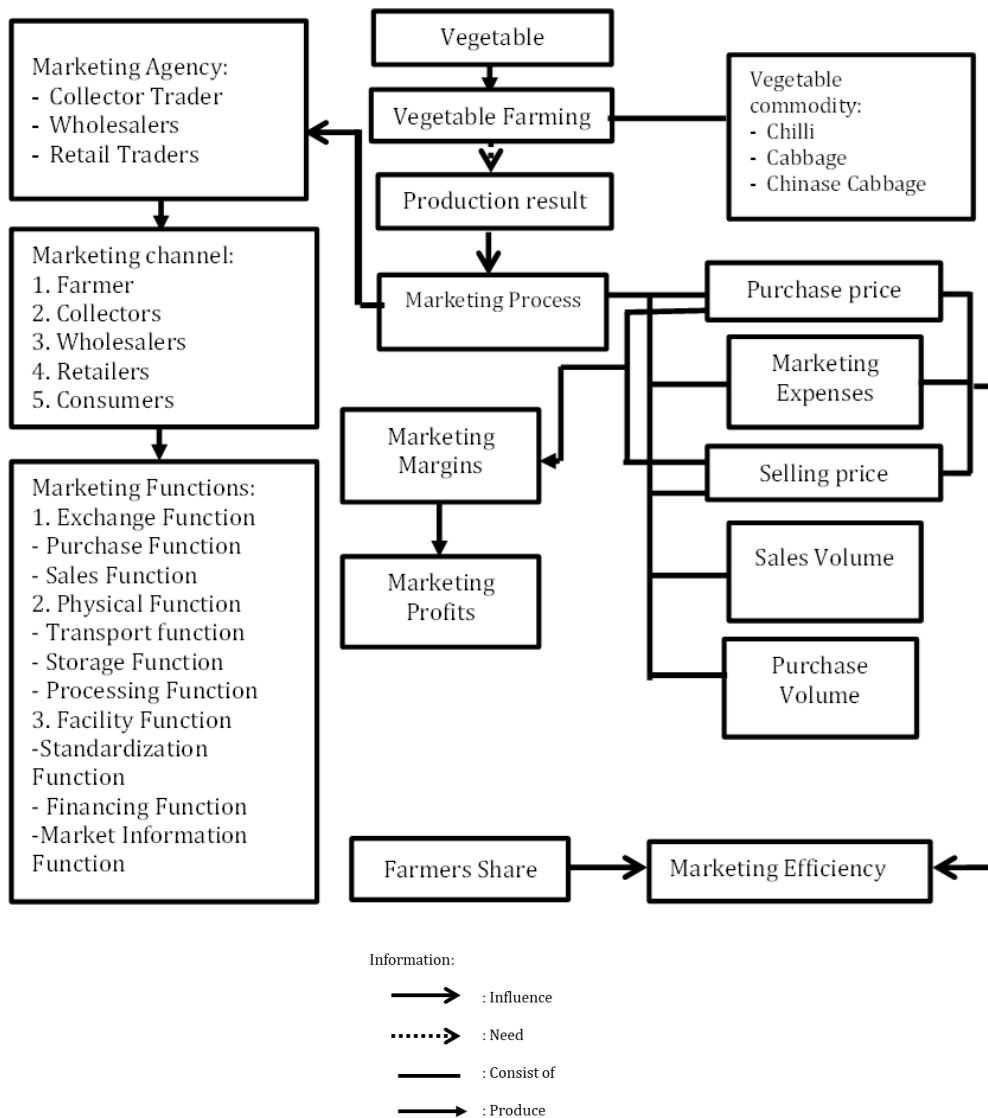 Vegetable
Marketing Agency:
- Collector Trader
- Wholesalers
- Retail Traders
Vegetable Farming
Vegetable
commodity:
- Chilli
- Cabbage
- Chinase Cabbage
Production result
Marketing channel:
1. Farmer
2. Collectors
3. Wholesalers
4. Retailers
5. Consumers
Marketing Process
Purchase price
Marketing
Expenses
Marketing
Margins
Selling price
Marketing Functions:
1. Exchange Function
- Purchase Function
- Sales Function
2. Physical Function
- Transport function
- Storage Function
- Processing Function
3. Facility Function
-Standardization
Function
- Financing Function
-Market Information
Function
Marketing
Profits
Sales Volume
Purchase
Volume
Farmers Share
Marketing Efficiency
Information:
: Influence
: Need
: Consist of
: Produce